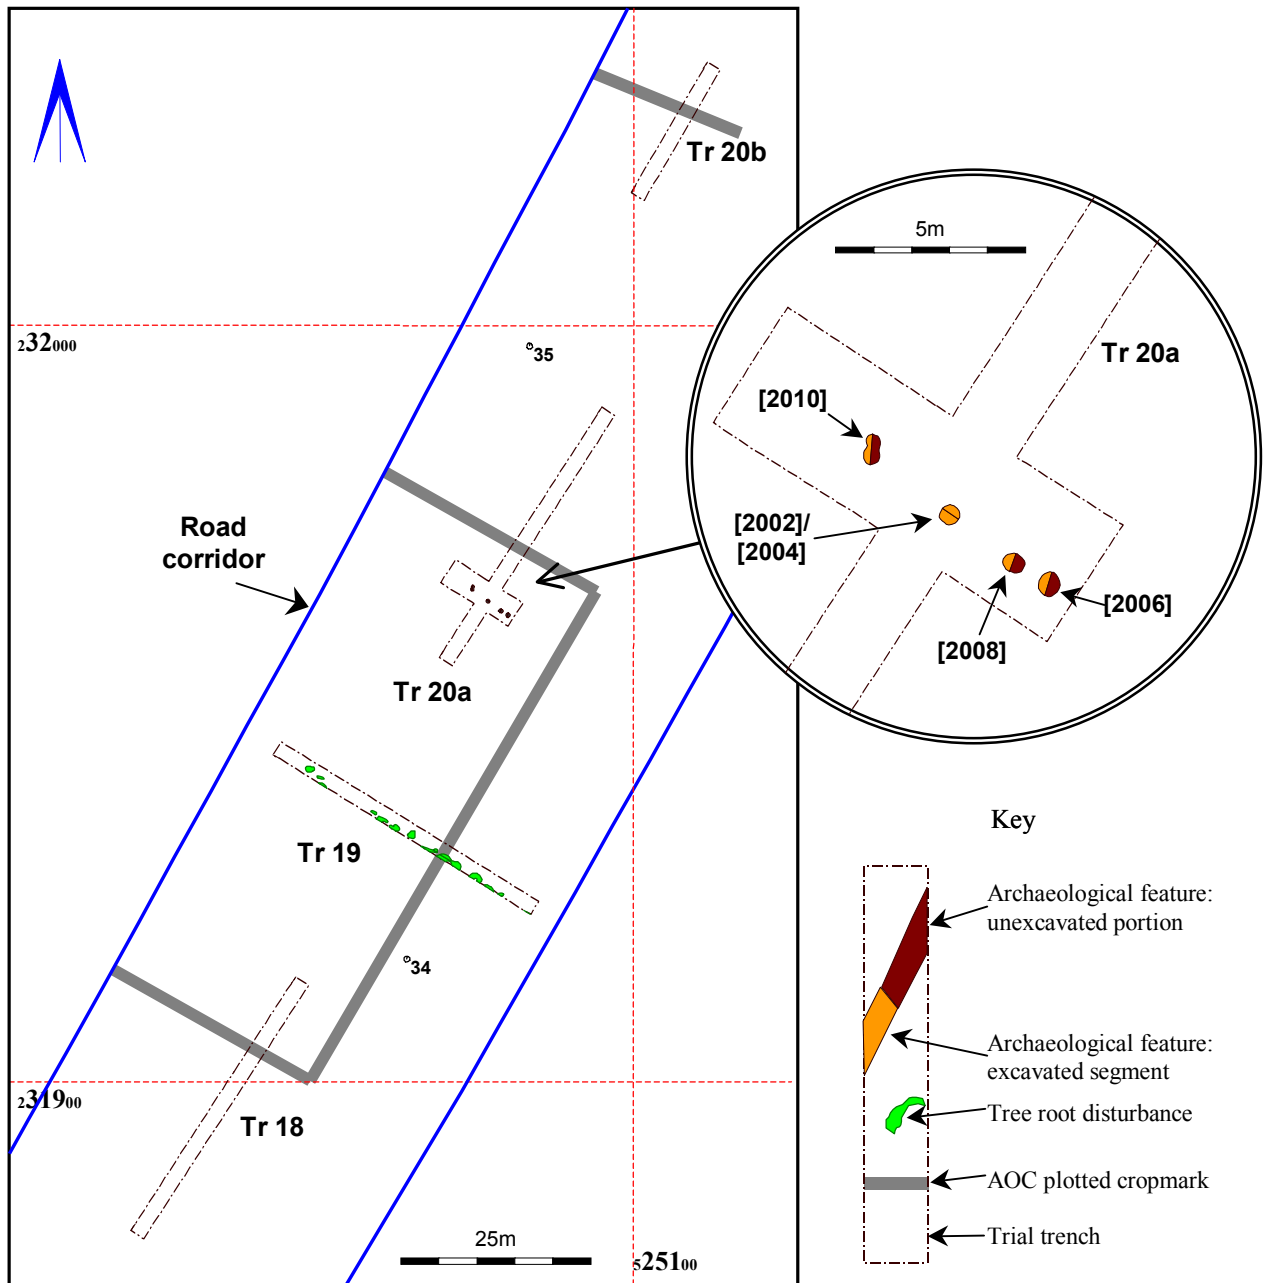 Tr 20b
5m
232000
35
Tr 20a
[2010]
Road
corridor
[2002]/
[2004]
[2006]
[2008]
Tr 20a
Key
Tr 19
Archaeological feature:
unexcavated portion
34
Archaeological feature:
excavated segment
231900
Tree root disturbance
Tr 18
AOC plotted cropmark
25m
Trial trench
525100